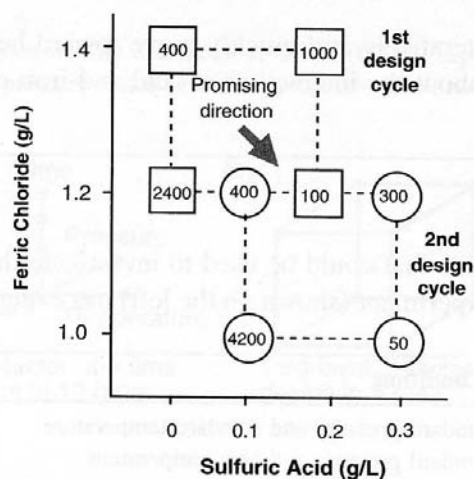 1.4
400
1000
1st
design
cycle
Promising
direction
Ferric Chloride (g/L)
1.2
2400
400
100
300
2nd
design
cycle
1.0
4200
50
0
0.1
0.2
0.3
Sulfuric Acid (g/L)